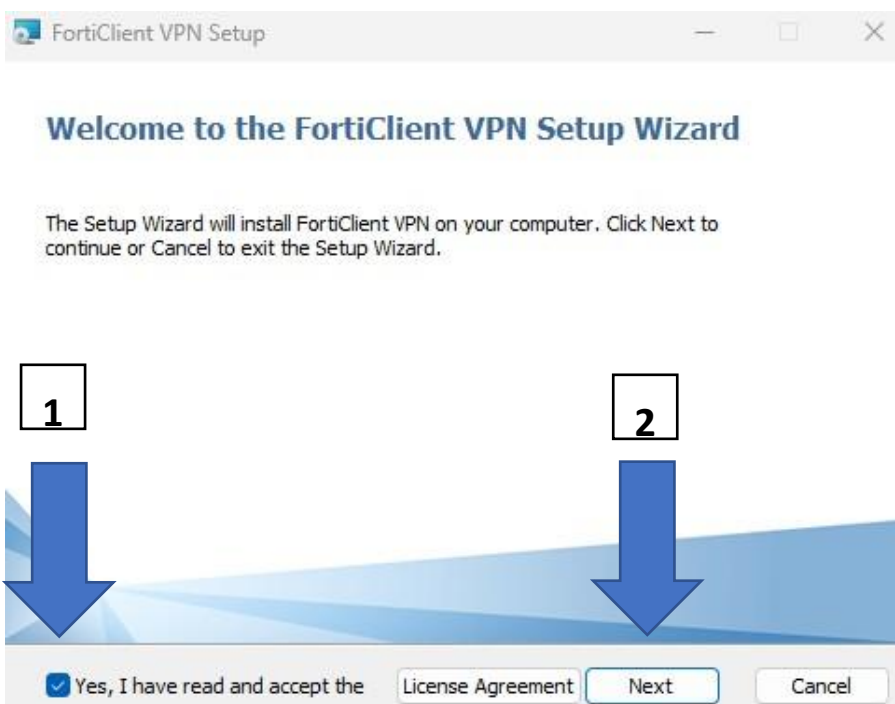 FortiClient VPN Setup
Welcome to the FortiClient VPN Setup Wizard
The Setup Wizard will install FortiClient VPN on your computer. Click Next to
continue or Cancel to exit the Setup Wizard.
1
2
Yes, I have read and accept the License Agreement Next Cancel